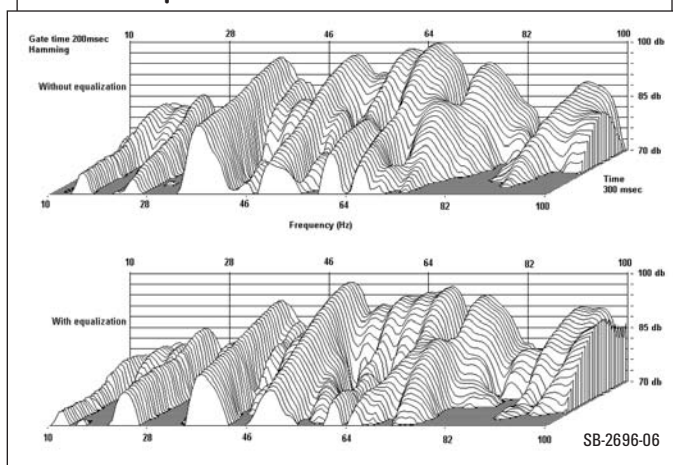 Gate time 200msec
Hamming
10 28 46 64 82 100
100 db
Without equalization
85 db
70 db
Time
300 msec
10 28 46 64 82 100
Frequency (Hz)
10 28 46 64 82 100
100 db
With equalization
85 db
70 db
10 28 46 64 82 100
SB-2696-06